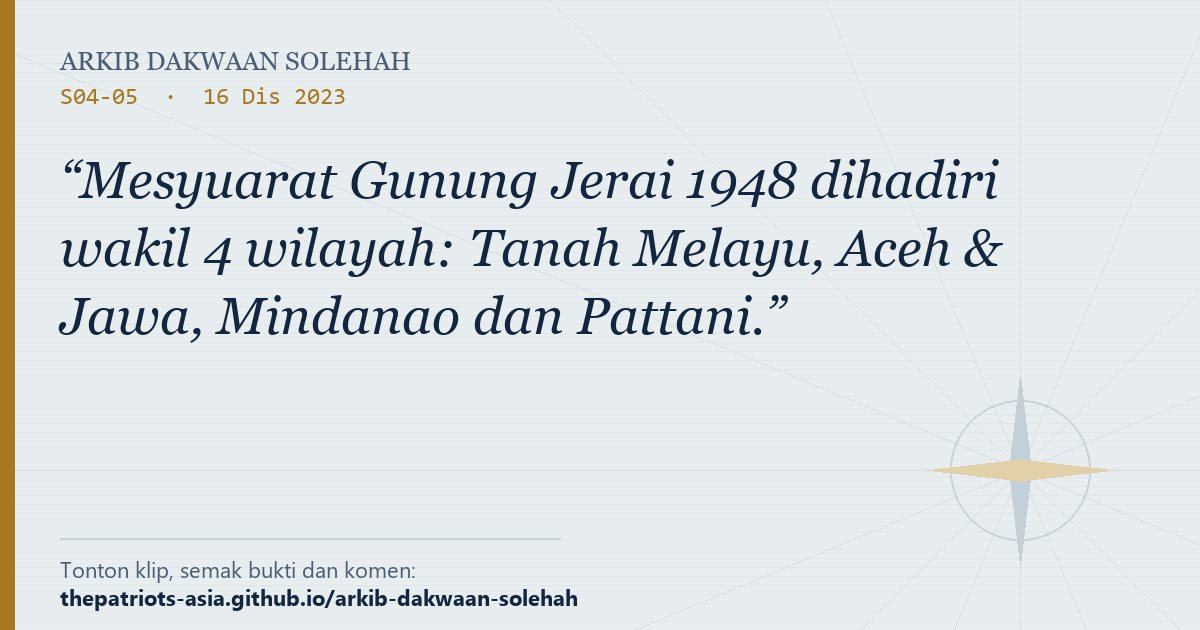 ARKIB DAKWAAN SOLEHAH
S04-05 · 16 Dis 2023
“Mesyuarat Gunung Jerai 1948 dihadiri
wakil 4 wilayah: Tanah Melayu, Aceh &
Jawa, Mindanao dan Pattani.”
Tonton klip, semak bukti dan komen:
thepatriots-asia.github.io/arkib-dakwaan-solehah